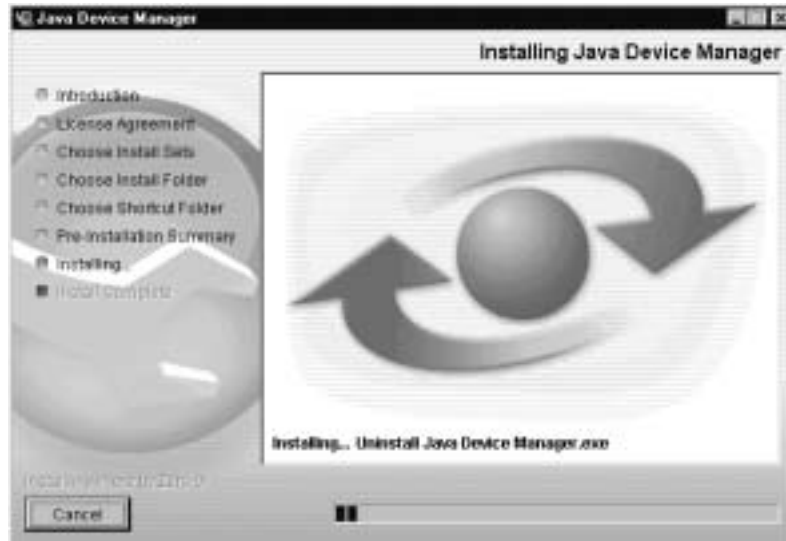 Java Device Manager
Installing Java Device Manager
Introduction
License Agreement
Choose Install Sets
Choose Install Folder
Choose Shortcut Folder
Pre-Installation Summary
Installing...
Install Complete
Installing... Uninstall Java Device Manager.exe
Cancel